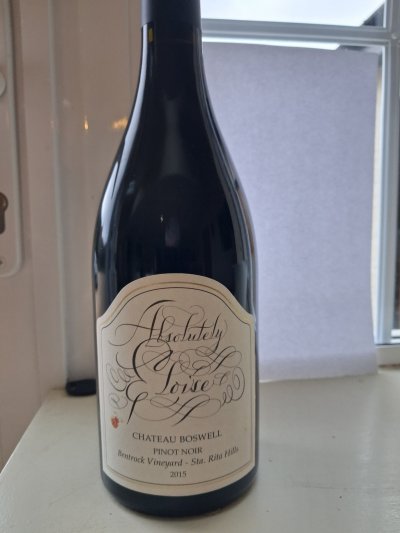 Absolutely
Eloise
CHATEAU BOSWELL
PINOT NOIR
Bentrock Vineyard - Sta. Rita Hills
2015